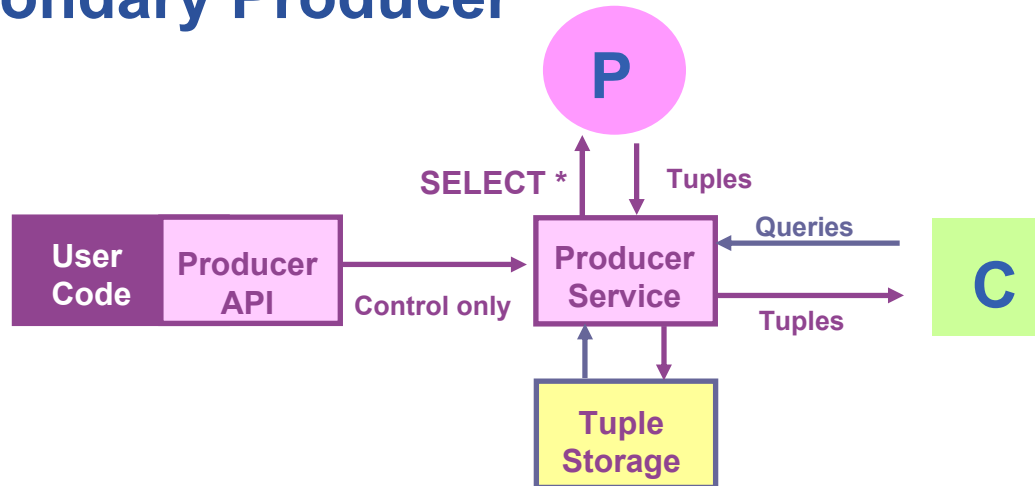 ondary Producer
P
SELECT *
Tuples
User
Code
Producer
API
Control only
Producer
Service
Queries
Tuples
C
Tuple
Storage